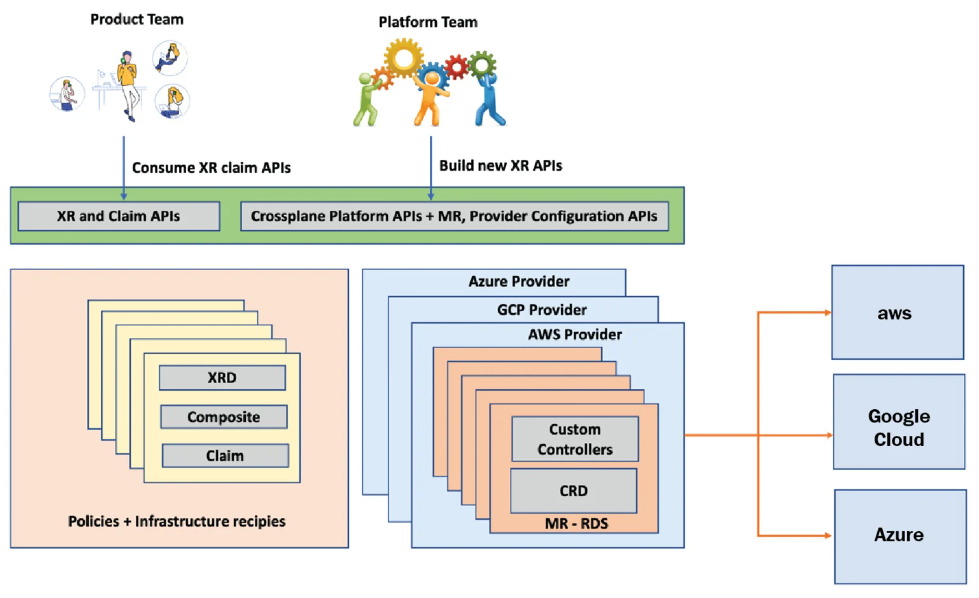 Product Team
Platform Team
Consume XR claim APIs
Build new XR APIs
XR and Claim APIs
Crossplane Platform APIs + MR, Provider Configuration APIs
Azure Provider
GCP Provider
AWS Provider
XRD
Composite
Claim
Policies + Infrastructure recipies
Custom
Controllers
CRD
MR - RDS
aws
Google
Cloud
Azure